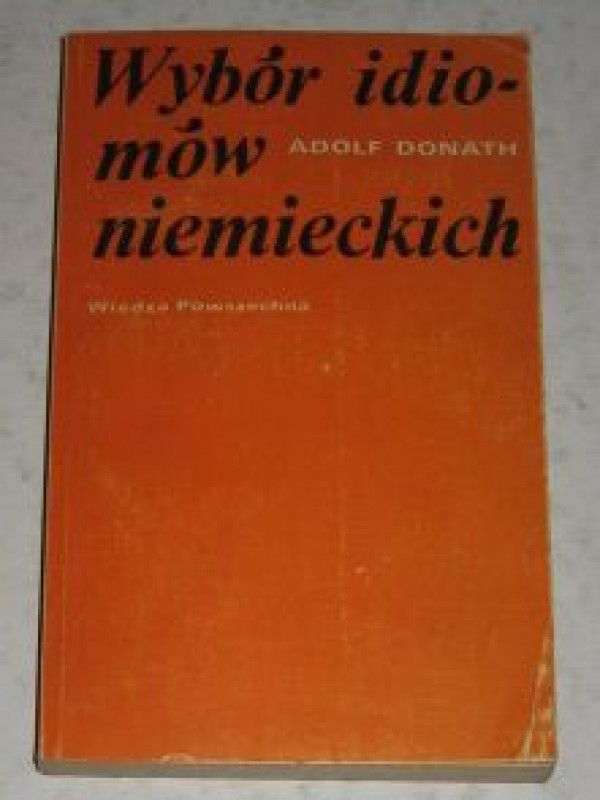 Wybór idio-
mów ADOLF DONATH
niemieckich
Wiedza Powszechna